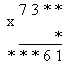 7 3 * *
x
*
* * * 6 1